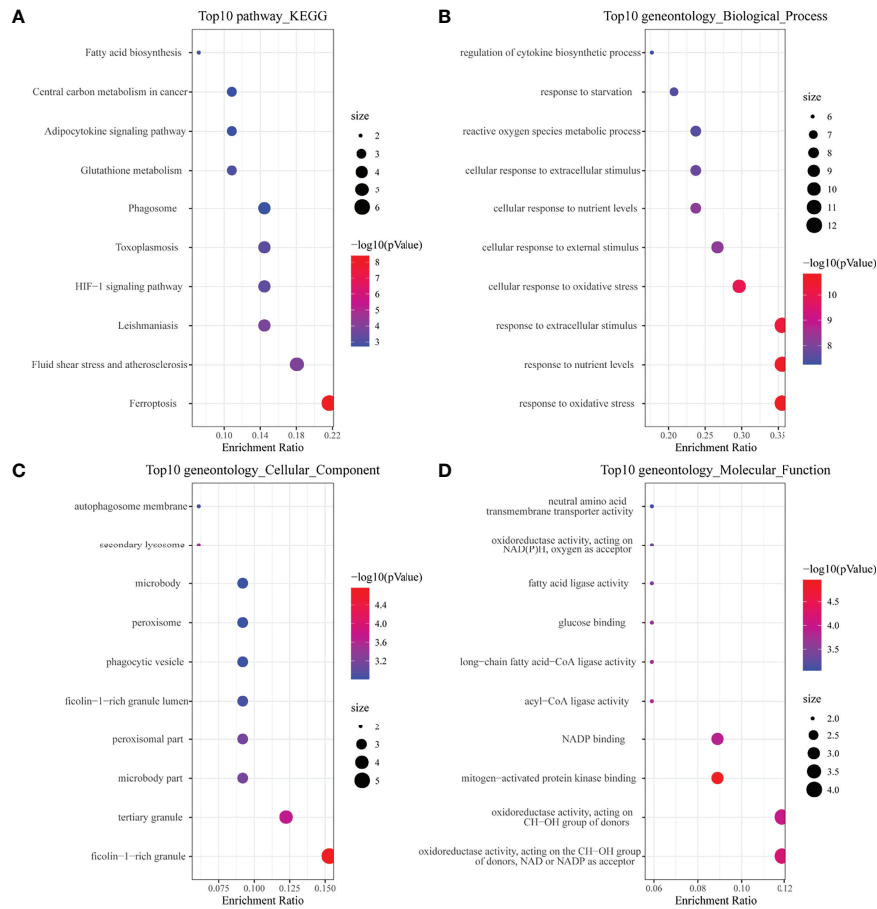 A
Top10 pathway_KEGG
Fatty acid biosynthesis
Central carbon metabolism in cancer
Adipocytokine signaling pathway
Glutathione metabolism
Phagosome
Toxoplasmosis
HIF−1 signaling pathway
Leishmaniasis
Fluid shear stress and atherosclerosis
Ferroptosis
0.10 0.14 0.18 0.22
Enrichment Ratio
size
2
3
4
5
6
−log10(pValue)
8
7
6
5
4
3
B
Top10 geneontology_Biological_Process
regulation of cytokine biosynthetic process
response to starvation
reactive oxygen species metabolic process
cellular response to extracellular stimulus
cellular response to nutrient levels
cellular response to external stimulus
cellular response to oxidative stress
response to extracellular stimulus
response to nutrient levels
response to oxidative stress
0.20 0.25 0.30 0.35
Enrichment Ratio
size
6
7
8
9
10
11
12
−log10(pValue)
10
9
8
C
Top10 geneontology_Cellular_Component
autophagosome membrane
secondary lysosome
microbody
peroxisome
phagocytic vesicle
ficolin−1−rich granule lumen
peroxisomal part
microbody part
tertiary granule
ficolin−1−rich granule
0.075 0.100 0.125 0.150
Enrichment Ratio
−log10(pValue)
4.4
4.0
3.6
3.2
size
2
3
4
5
D
Top10 geneontology_Molecular_Function
neutral amino acid
transmembrane transporter activity
oxidoreductase activity, acting on
NAD(P)H, oxygen as acceptor
fatty acid ligase activity
glucose binding
long−chain fatty acid−CoA ligase activity
acyl−CoA ligase activity
NADP binding
mitogen−activated protein kinase binding
oxidoreductase activity, acting on
CH−OH group of donors
oxidoreductase activity, acting on the CH−OH group
of donors, NAD or NADP as acceptor
0.06 0.08 0.10 0.12
Enrichment Ratio
−log10(pValue)
4.5
4.0
3.5
size
2.0
2.5
3.0
3.5
4.0